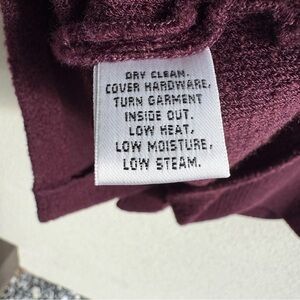 DRY CLEAN.
COVER HARDWARE,
TURN GARMENT
INSIDE OUT.
LOW HEAT,
LOW MOISTURE,
LOW STEAM.